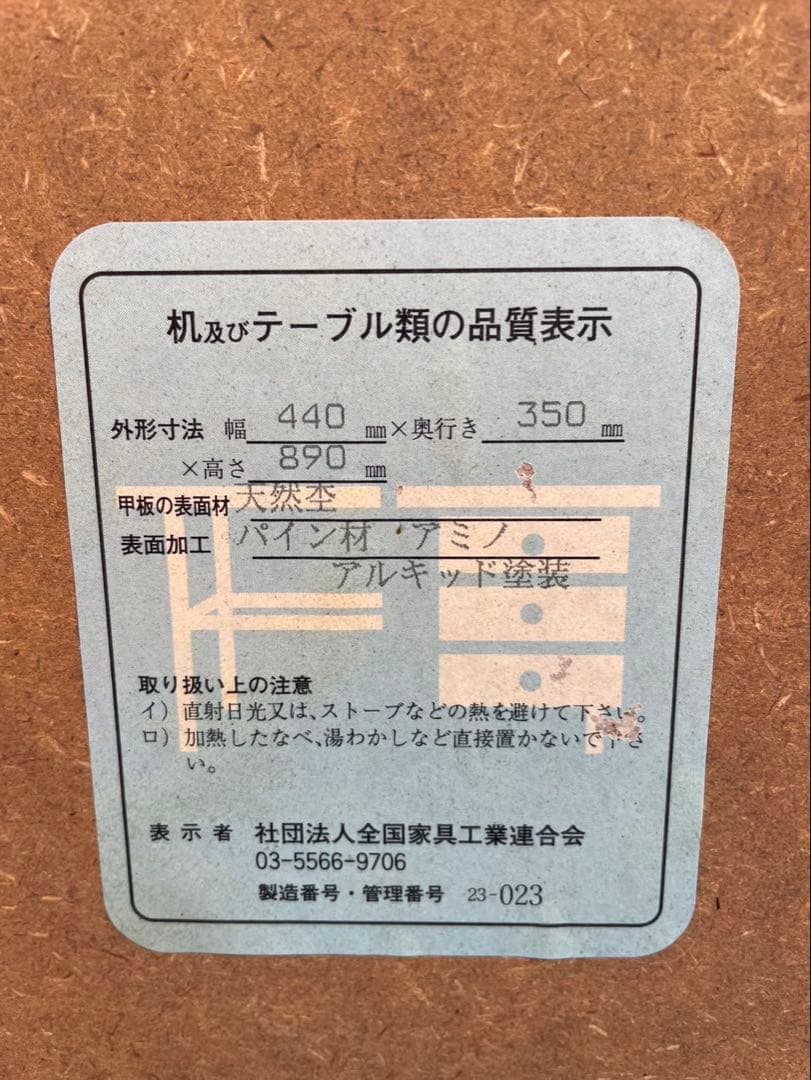 机及びテーブル類の品質表示
外形寸法 幅 440 mm×奥行き 350 mm
×高さ 890 mm
甲板の表面材 天然杢
表面加工 パイン材 アミノ
アルキッド塗装
取り扱い上の注意
イ) 直射日光又は、ストーブなどの熱を避けて下さい。
ロ) 加熱したなべ、湯わかしなど直接置かないで下さ
い。
表示者 社団法人全国家具工業連合会
03-5566-9706
製造番号・管理番号 23-023